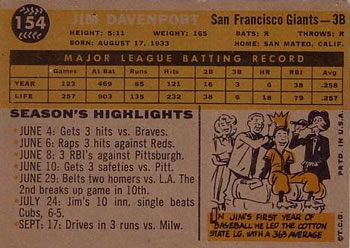 154
JIM DAVENPORT
San Francisco Giants—3B
HEIGHT: 5:11 WEIGHT: 165 BATS: R THROWS: R
BORN: AUGUST 17, 1933 HOME: SAN MATEO, CALIF.
MAJOR LEAGUE BATTING RECORD
Games At Bat Runs Hits 2B 3B HR RBI Avg.
YEAR 123 469 65 121 16 3 6 38 .258
LIFE 257 903 135 232 38 6 18 79 .257
SEASON'S HIGHLIGHTS
•JUNE 4: Gets 3 hits vs. Braves.
•JUNE 6: Raps 3 hits against Reds.
•JUNE 8: 3 RBI's against Pittsburgh.
•JUNE 10: Gets 3 safeties vs. Pitt.
•JUNE 29: Belts two homers vs. L.A. The
2nd breaks up game in 10th.
•JULY 24: Jim's 10 inn. single beats
Cubs, 6-5.
•SEPT: 17: Drives in 3 runs vs. Milw.
IN JIM'S FIRST YEAR OF
BASEBALL HE LED THE COTTON
STATE LG. WITH A .363 AVERAGE
©T.C.G. PRTD. IN U.S.A.